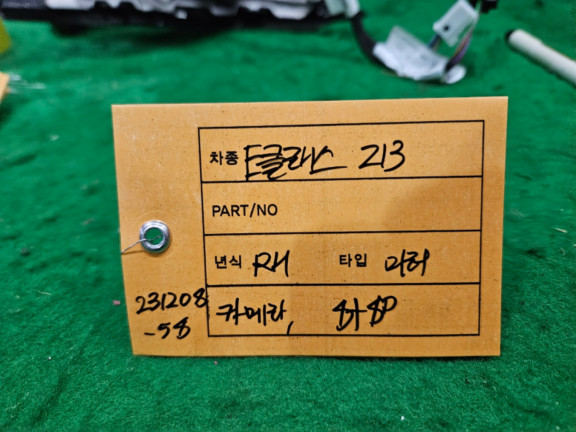 차종 E클래스 213
PART/NO
년식 RH 타입 미러
카메라,
231208
-58